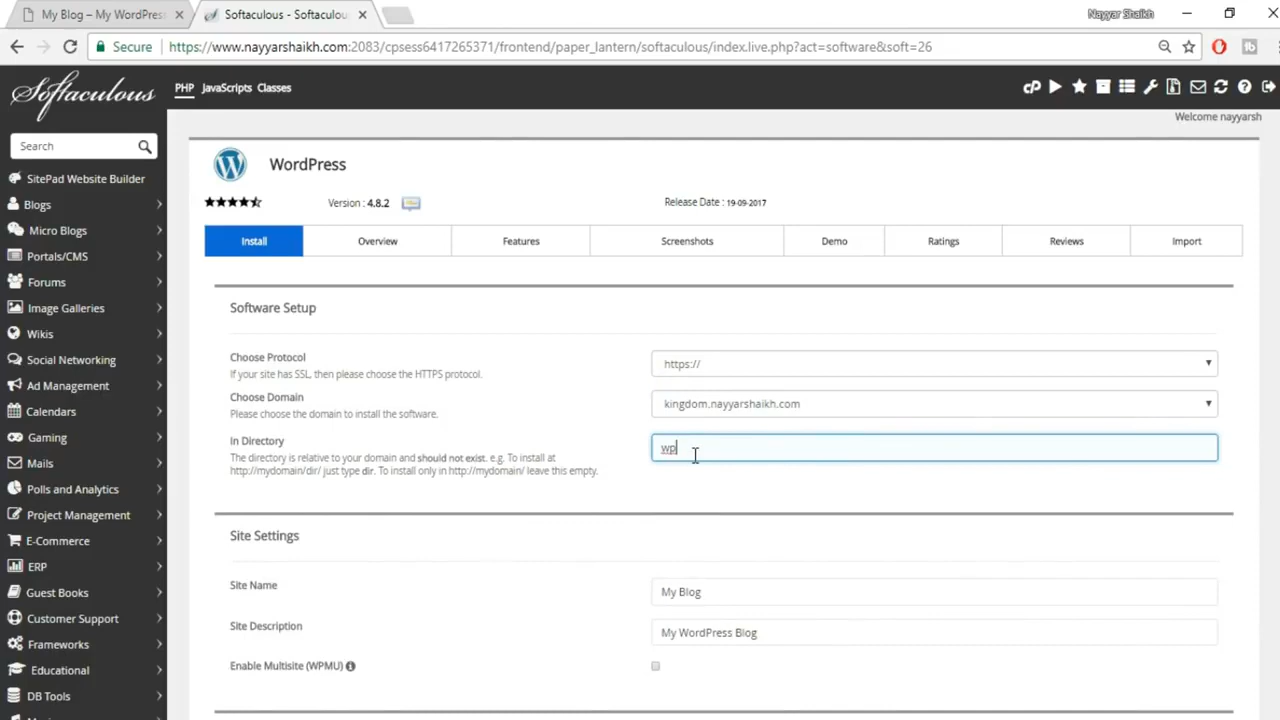 My Blog – My WordPress
Softaculous - Softaculou
Nayyar Shaikh
Secure
https://www.nayyarshaikh.com:2083/cpsess6417265371/frontend/paper_lantern/softaculous/index.live.php?act=software&soft=26
Softaculous
PHP JavaScripts Classes
Welcome nayyarsh
Search
SitePad Website Builder
Blogs
Micro Blogs
Portals/CMS
Forums
Image Galleries
Wikis
Social Networking
Ad Management
Calendars
Gaming
Mails
Polls and Analytics
Project Management
E-Commerce
ERP
Guest Books
Customer Support
Frameworks
Educational
DB Tools
WordPress
Version : 4.8.2
Release Date : 19-09-2017
Install Overview Features Screenshots Demo Ratings Reviews Import
Software Setup
Choose Protocol
If your site has SSL, then please choose the HTTPS protocol.
https://
Choose Domain
Please choose the domain to install the software.
kingdom.nayyarshaikh.com
In Directory
The directory is relative to your domain and should not exist. e.g. To install at
http://mydomain/dir/ just type dir. To install only in http://mydomain/ leave this empty.
wp
Site Settings
Site Name
My Blog
Site Description
My WordPress Blog
Enable Multisite (WPMU)